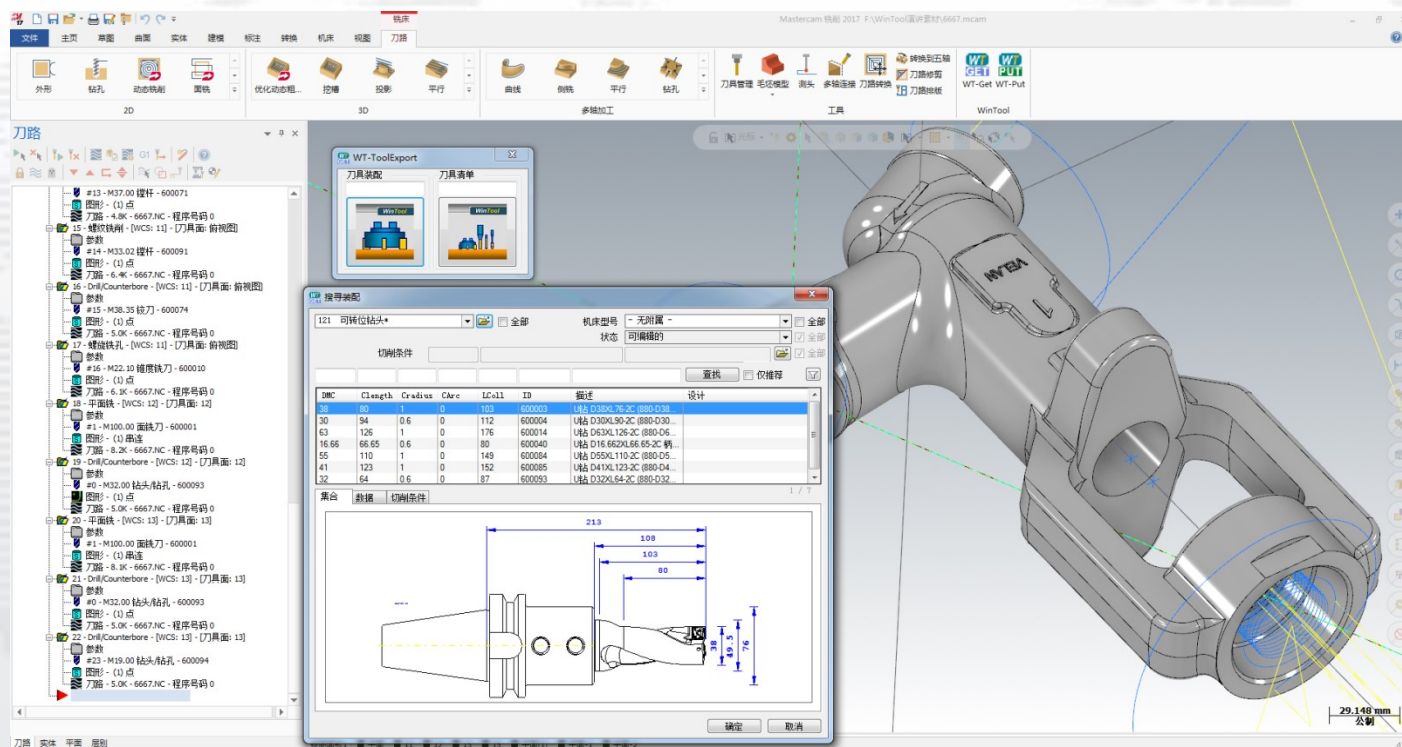 Mastercam 铣削 2017 F:\WinTool演讲素材\6667.mcam
铣床
文件 主页 草图 曲面 实体 建模 标注 转换 机床 视图 刀路
外形 钻孔 动态铣削 面铣
优化动态粗... 挖槽 投影 平行
曲线 侧铣 平行 钻孔
刀具管理 毛坯模型 测头 多轴连接 刀路转换
转换到五轴
刀路修剪
刀路排版
WT GET WT PUT
WT-Get WT-Put
2D 3D 多轴加工 工具 WinTool
刀路
#13 - M37.00 镗杆 - 600071
图形 - (1) 点
刀路 - 4.8K - 6667.NC - 程序号码 0
15 - 螺纹铣削 - [WCS: 11] - [刀具面: 俯视图]
参数
#14 - M33.02 镗杆 - 600091
图形 - (1) 点
刀路 - 6.4K - 6667.NC - 程序号码 0
16 - Drill/Counterbore - [WCS: 11] - [刀具面: 俯视图]
参数
#15 - M38.35 铰刀 - 600074
图形 - (1) 点
刀路 - 5.0K - 6667.NC - 程序号码 0
17 - 螺旋铣孔 - [WCS: 11] - [刀具面: 俯视图]
参数
#16 - M22.10 锥度铣刀 - 600010
图形 - (1) 点
刀路 - 6.1K - 6667.NC - 程序号码 0
18 - 平面铣 - [WCS: 12] - [刀具面: 12]
参数
#1 - M100.00 面铣刀 - 600001
图形 - (1) 串连
刀路 - 8.2K - 6667.NC - 程序号码 0
19 - Drill/Counterbore - [WCS: 12] - [刀具面: 12]
参数
#0 - M32.00 钻头/钻孔 - 600093
图形 - (1) 点
刀路 - 5.0K - 6667.NC - 程序号码 0
20 - 平面铣 - [WCS: 13] - [刀具面: 13]
参数
#1 - M100.00 面铣刀 - 600001
图形 - (1) 串连
刀路 - 8.1K - 6667.NC - 程序号码 0
21 - Drill/Counterbore - [WCS: 13] - [刀具面: 13]
参数
#0 - M32.00 钻头/钻孔 - 600093
图形 - (1) 点
刀路 - 5.0K - 6667.NC - 程序号码 0
22 - Drill/Counterbore - [WCS: 13] - [刀具面: 13]
参数
#23 - M19.00 钻头/钻孔 - 600094
图形 - (1) 点
刀路 - 5.0K - 6667.NC - 程序号码 0
刀路 实体 平面 层别
WT-ToolExport
刀具装配 刀具清单
WinTool WinTool
搜寻装配
121 可转位钻头* 全部 机床型号 - 无附属 - 全部
状态 可编辑的 全部
切削条件 全部
查找 仅推荐
DMC Clength Cradius CArc LColl ID 描述 设计
38 80 1 0 103 600003 U钻 D38XL76-2C (880-D38...
30 94 0.6 0 112 600004 U钻 D30XL90-2C (880-D30...
63 126 1 0 176 600014 U钻 D63XL126-2C (880-D6...
16.66 66.65 0.6 0 80 600040 U钻 D16.662XL66.65-2C 柄...
55 110 1 0 149 600084 U钻 D55XL110-2C (880-D5...
41 123 1 0 152 600085 U钻 D41XL123-2C (880-D4...
32 64 0.6 0 87 600093 U钻 D32XL64-2C (880-D32...
1 / 7
集合 数据 切削条件
213
108
103
80
38 49.5 76
确定 取消
VELAN
1
29.148 mm
公制